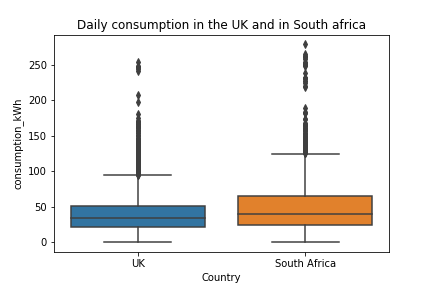 Daily consumption in the UK and in South africa
consumption_kWh
250
200
150
100
50
0
UK
South Africa
Country